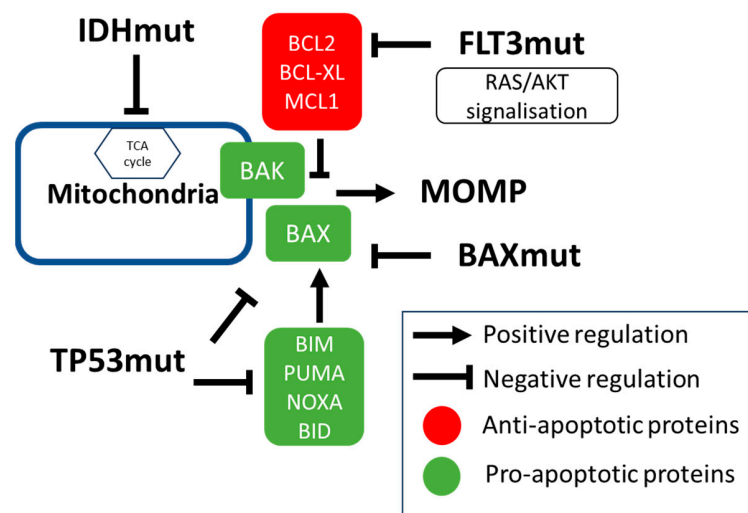 IDHmut
BCL2
BCL-XL
MCL1
FLT3mut
RAS/AKT
signalisation
TCA
cycle
Mitochondria
BAK
MOMP
BAX
BAXmut
TP53mut
BIM
PUMA
NOXA
BID
Positive regulation
Negative regulation
Anti-apoptotic proteins
Pro-apoptotic proteins